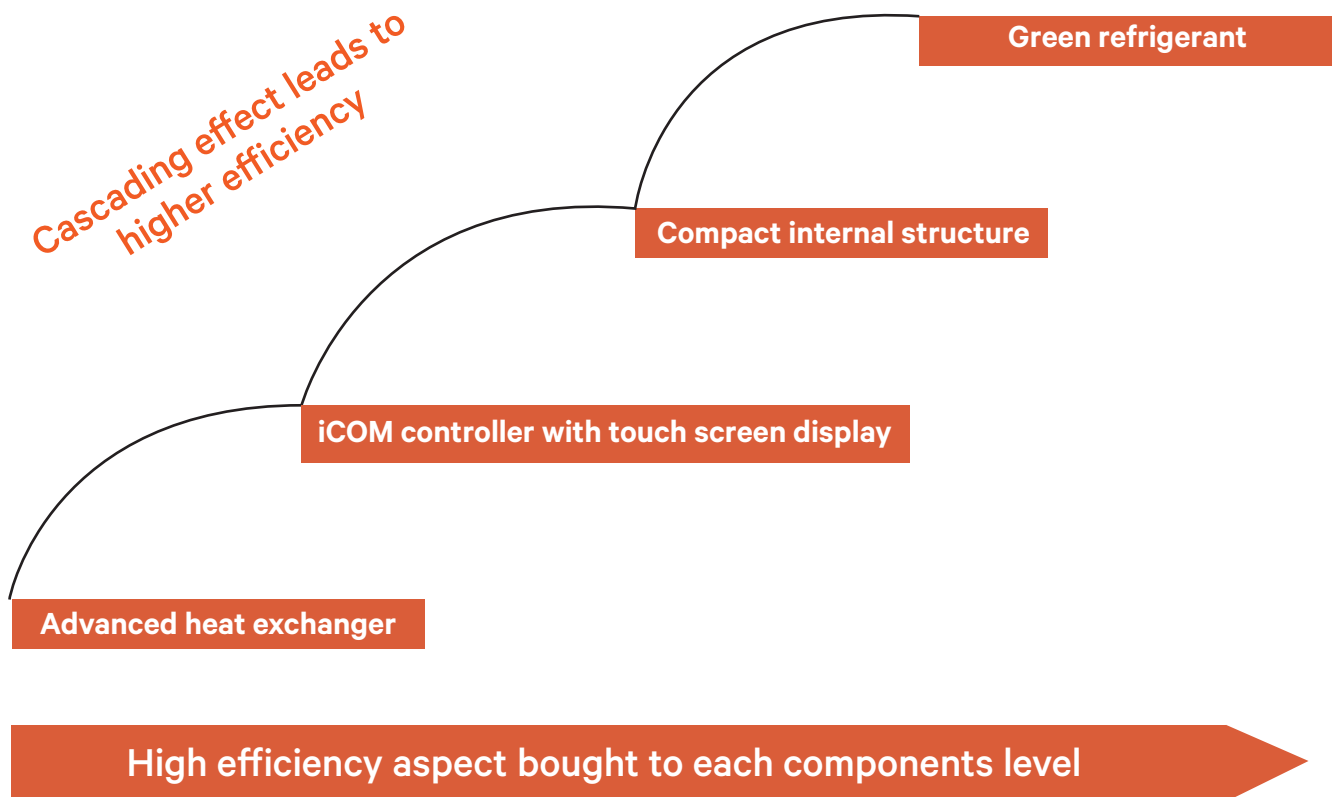 Cascading effect leads to
higher efficiency
Green refrigerant
Compact internal structure
iCOM controller with touch screen display
Advanced heat exchanger
High efficiency aspect bought to each components level